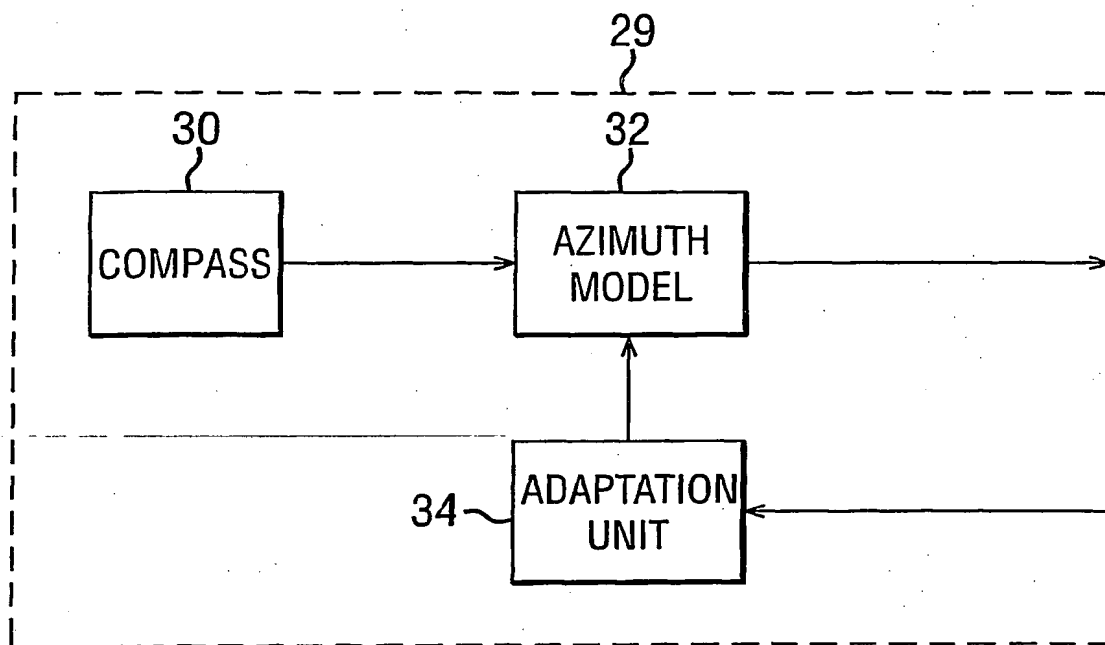 29
30
32
COMPASS
AZIMUTH
MODEL
34
ADAPTATION
UNIT